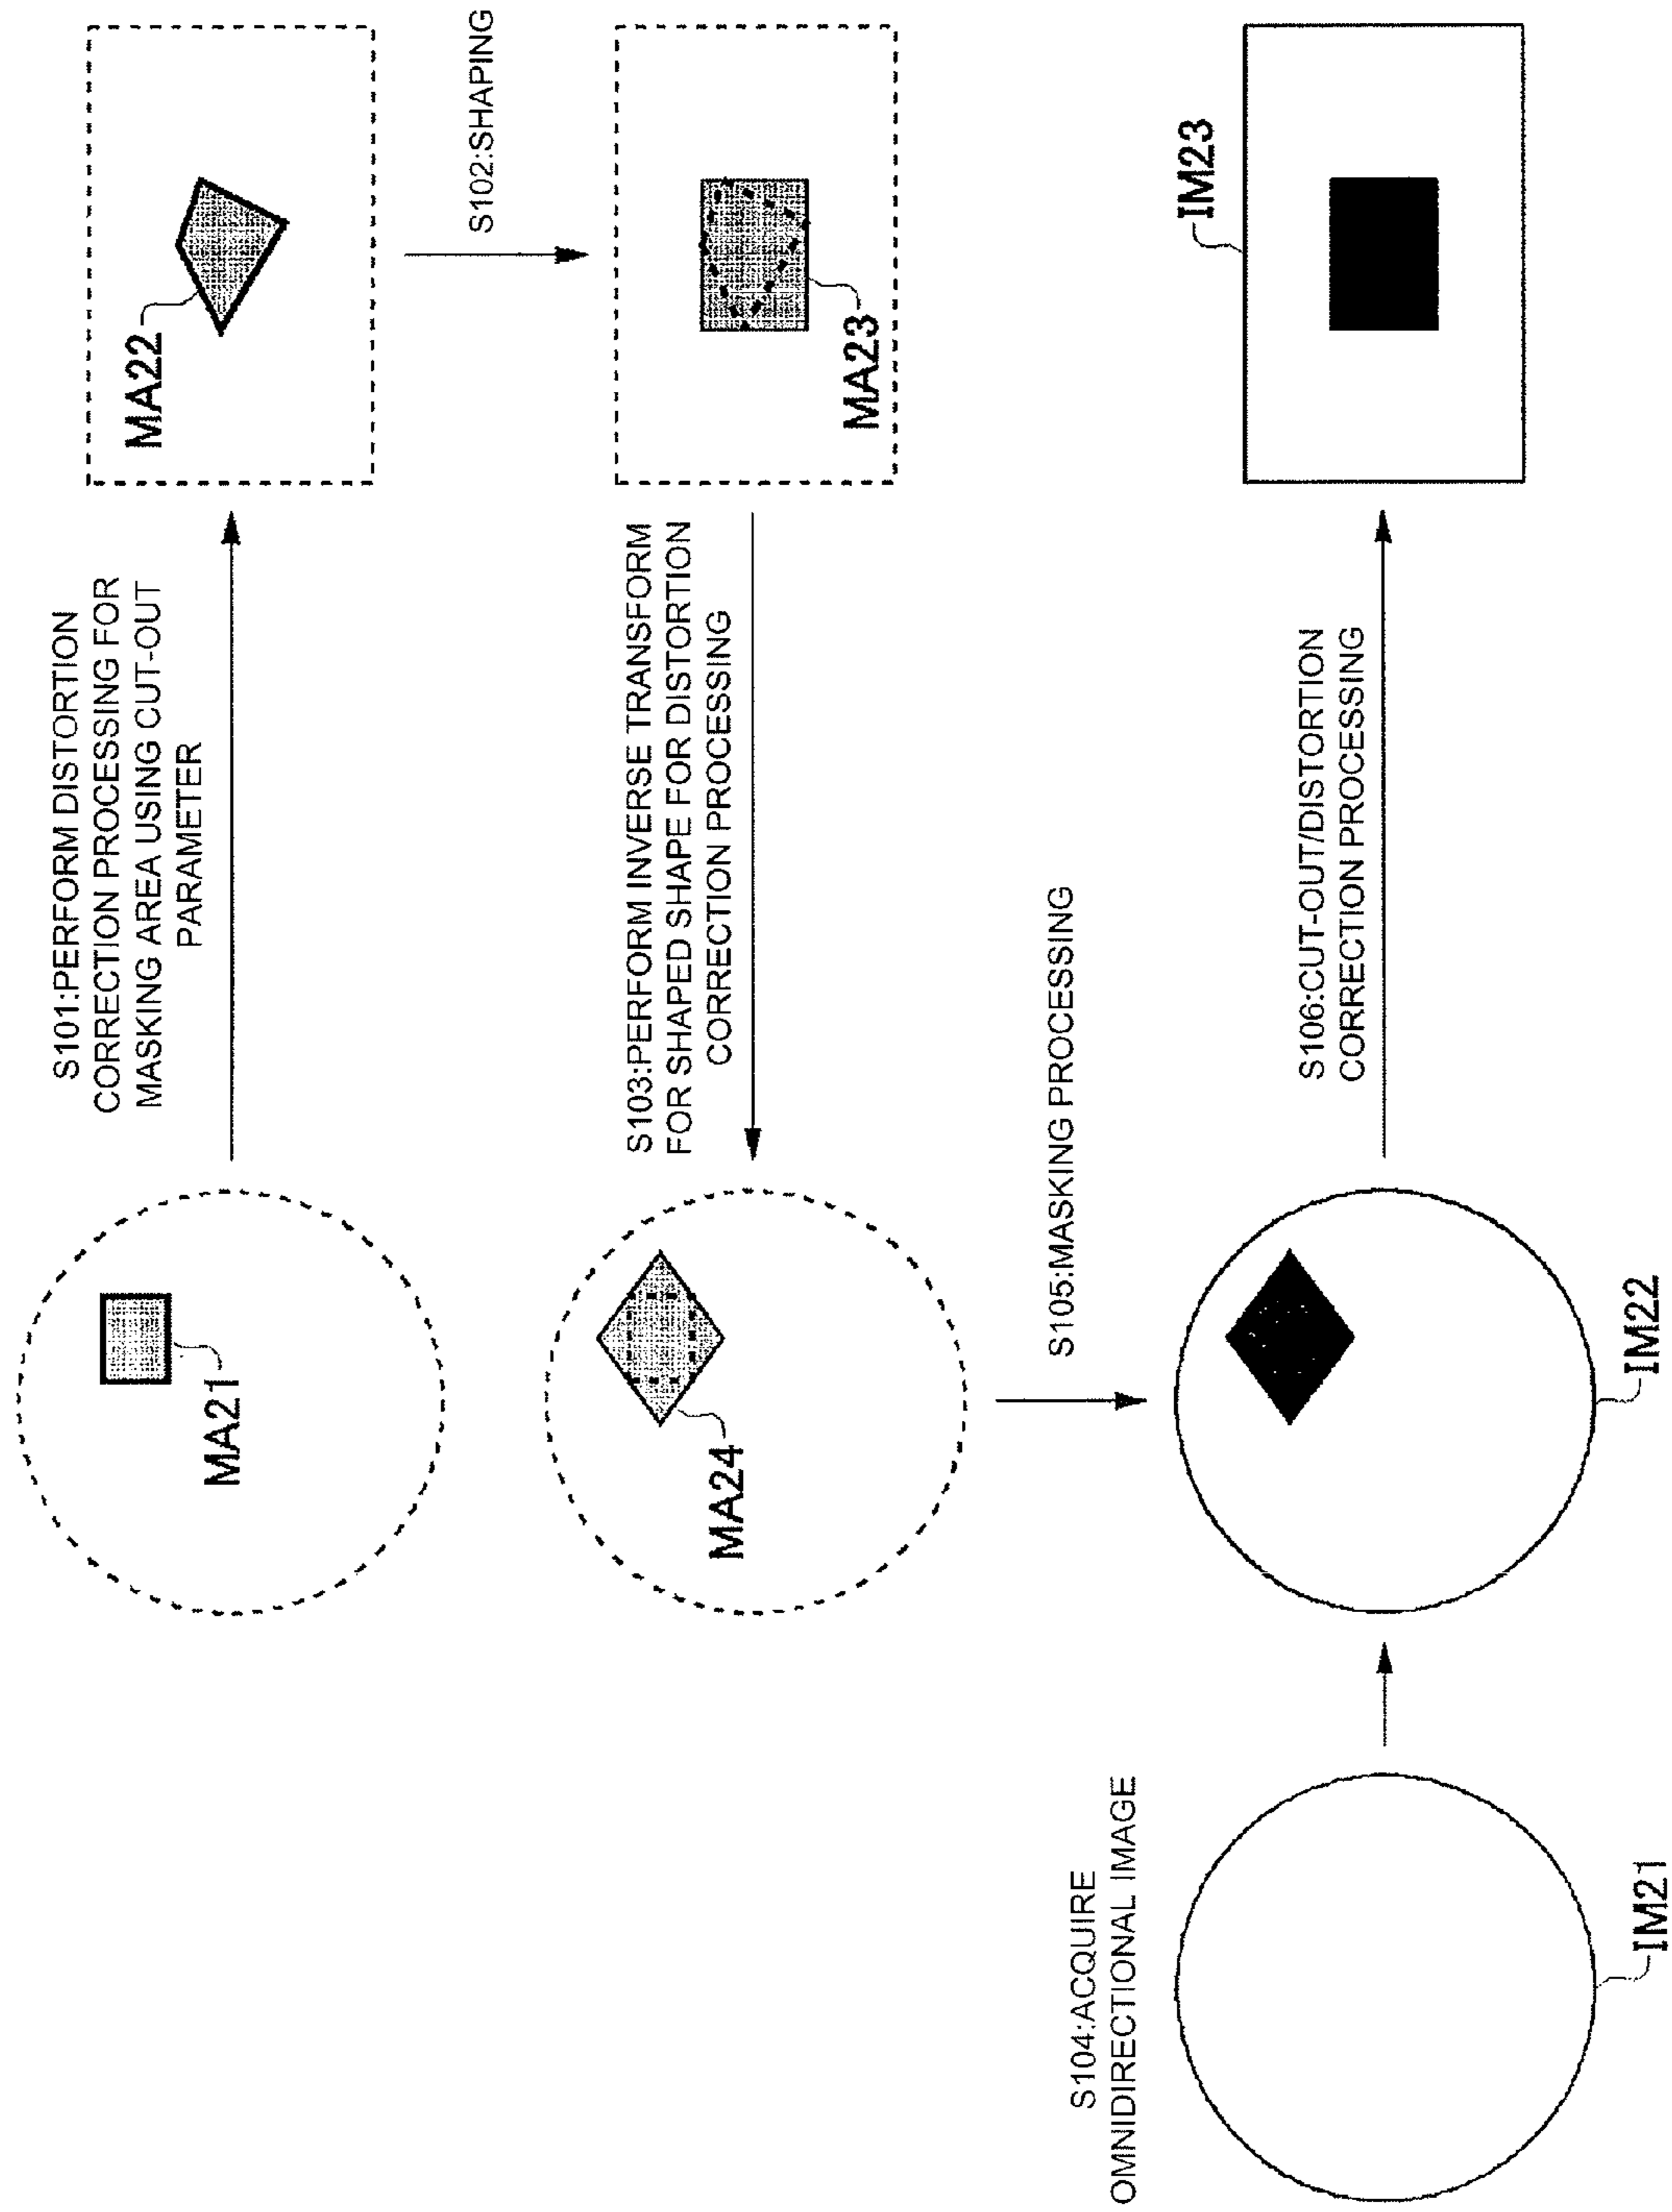 S101:PERFORM DISTORTION
CORRECTION PROCESSING FOR
MASKING AREA USING CUT-OUT
PARAMETER
MA21
MA22
S102:SHAPING
S103:PERFORM INVERSE TRANSFORM
FOR SHAPED SHAPE FOR DISTORTION
CORRECTION PROCESSING
MA24
MA23
S105:MASKING PROCESSING
S104:ACQUIRE
OMNIDIRECTIONAL IMAGE
S106:CUT-OUT/DISTORTION
CORRECTION PROCESSING
IM23
IM21
IM22